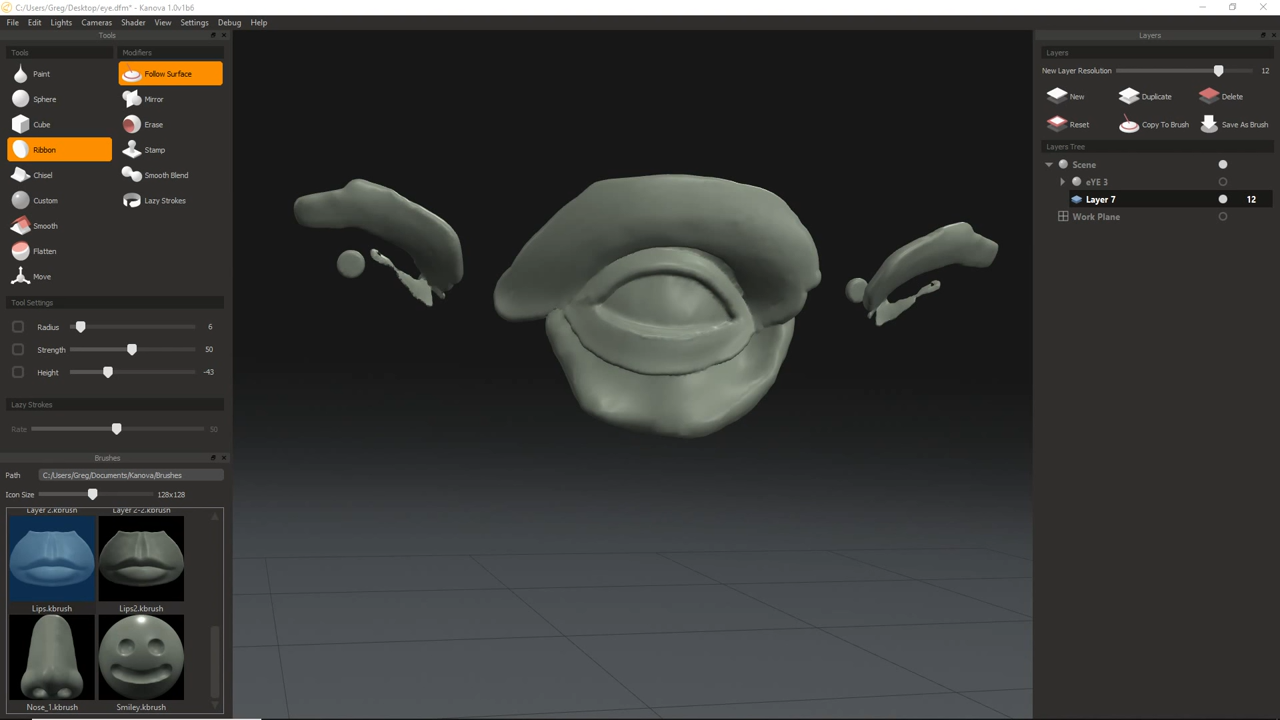 C:/Users/Greg/Desktop/eye.dfm* - Kanova 1.0v1b6
File Edit Lights Cameras Shader View Settings Debug Help
Tools
Tools Modifiers
Paint Follow Surface
Sphere Mirror
Cube Erase
Ribbon Stamp
Chisel Smooth Blend
Custom Lazy Strokes
Smooth
Flatten
Move
Tool Settings
Radius 6
Strength 50
Height -43
Lazy Strokes
Rate 50
Brushes
Path C:/Users/Greg/Documents/Kanova/Brushes
Icon Size 128x128
Layer 2.kbrush Layer 2-2.kbrush
Lips.kbrush Lips2.kbrush
Nose_1.kbrush Smiley.kbrush
Layers
Layers
New Layer Resolution 12
New Duplicate Delete
Reset Copy To Brush Save As Brush
Layers Tree
Scene
eYE 3
Layer 7 12
Work Plane